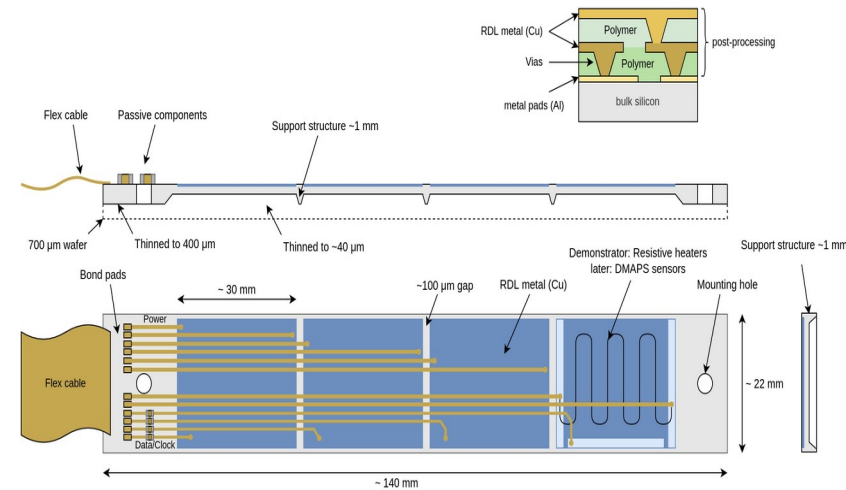 RDL metal (Cu)
Polymer
Vias
Polymer
post-processing
metal pads (Al)
bulk silicon
Flex cable
Passive components
Support structure ~1 mm
700 μm wafer
Thinned to 400 μm
Thinned to ~40 μm
Demonstrator: Resistive heaters
later: DMAPS sensors
Support structure ~1 mm
Bond pads
~ 30 mm
~100 μm gap
RDL metal (Cu)
Mounting hole
Power
Flex cable
~ 22 mm
Data/Clock
~ 140 mm